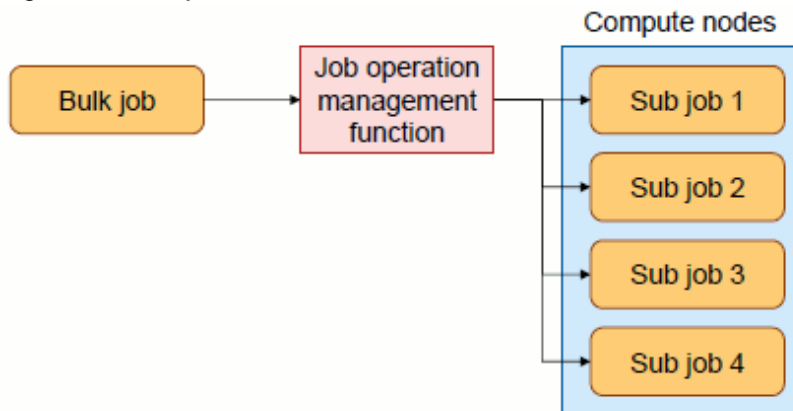 Compute nodes
Bulk job
Job operation
management
function
Sub job 1
Sub job 2
Sub job 3
Sub job 4